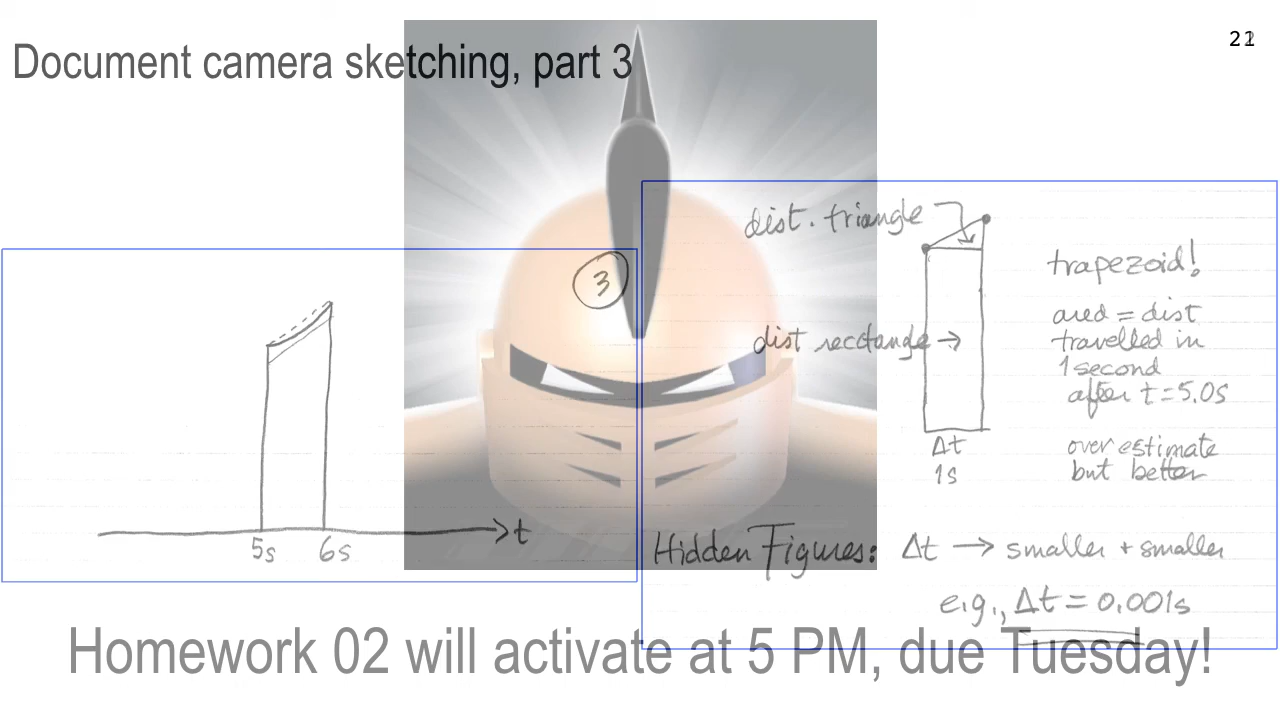 Document camera sketching, part 3
3
5s 6s
t
dist. triangle
dist recctangle
Δt
1s
trapezoid!
area = dist
travelled in
1 second
after t = 5.0s
over estimate
but better
Hidden Figures: Δt → smaller + smaller
e.g., Δt = 0.001s
Homework 02 will activate at 5 PM, due Tuesday!